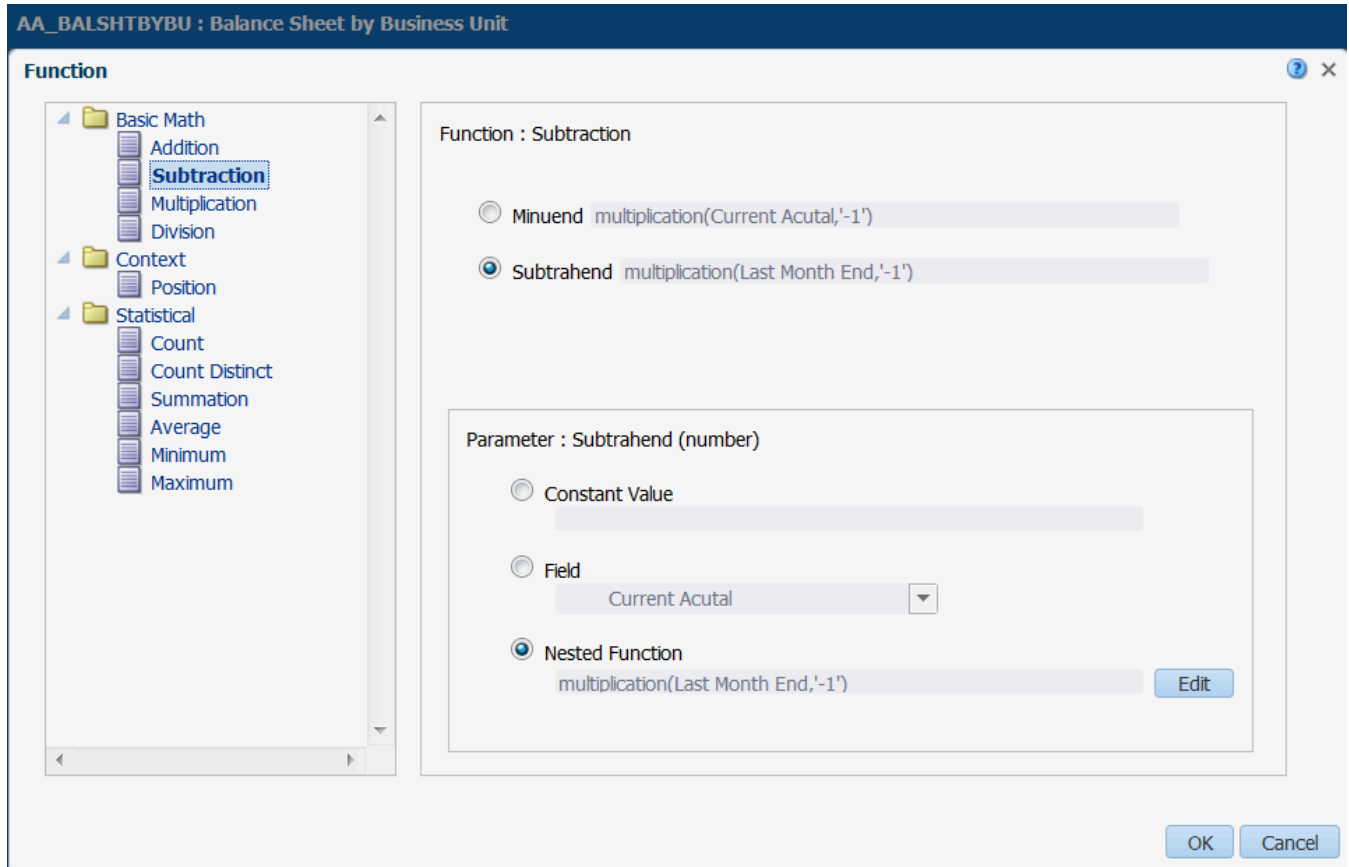 AA_BALSHTBYBU : Balance Sheet by Business Unit
Function
Basic Math
Addition
Subtraction
Multiplication
Division
Context
Position
Statistical
Count
Count Distinct
Summation
Average
Minimum
Maximum
Function : Subtraction
Minuend multiplication(Current Acutal,'-1')
Subtrahend multiplication(Last Month End,'-1')
Parameter : Subtrahend (number)
Constant Value
Field
Current Acutal
Nested Function
multiplication(Last Month End,'-1')
Edit
OK Cancel